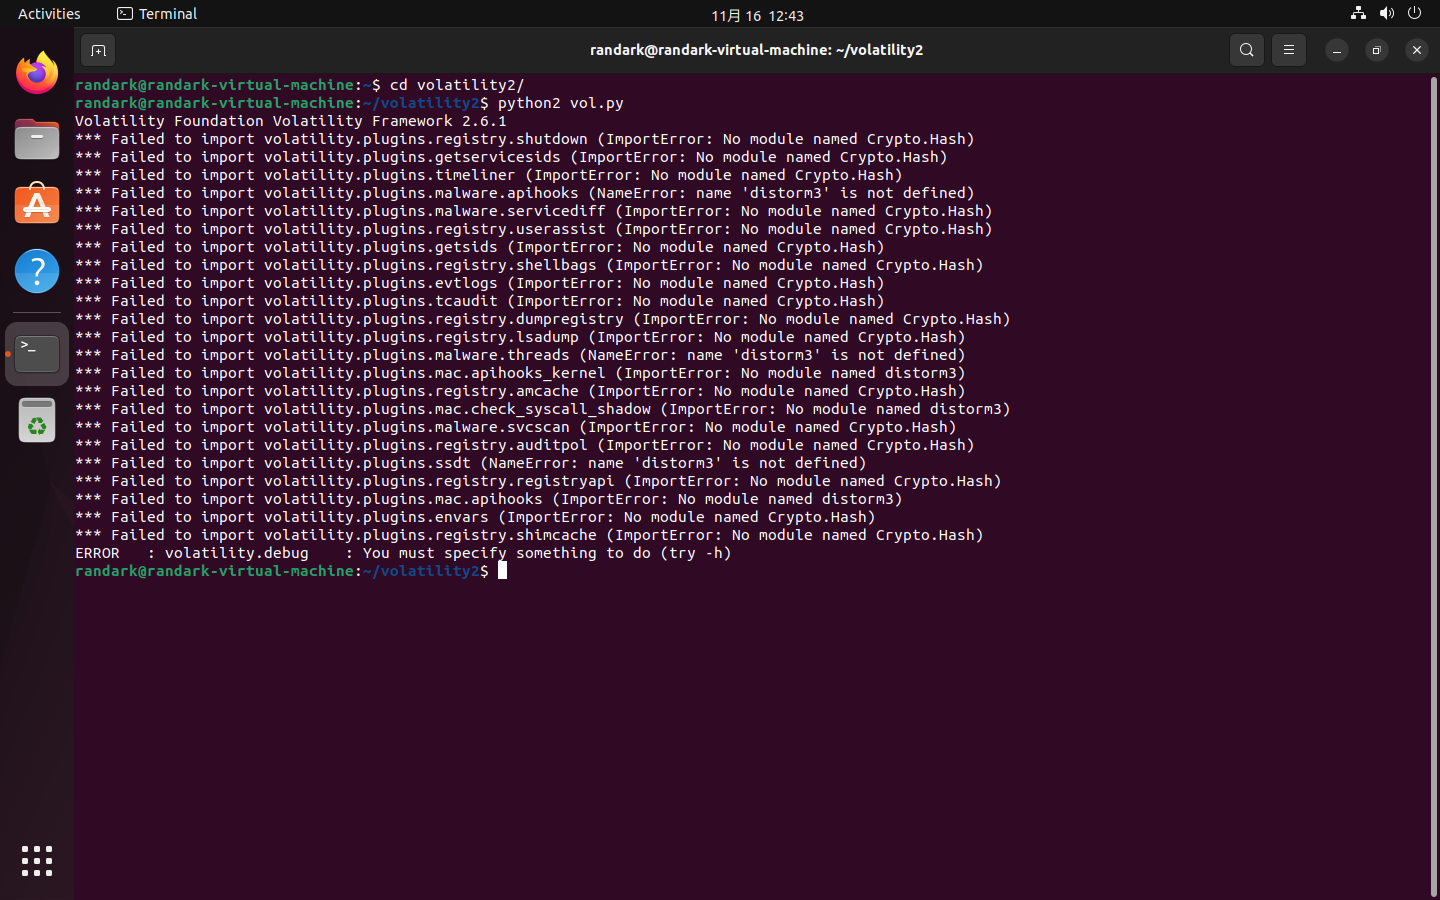 Activities
Terminal
11月 16 12:43
randark@randark-virtual-machine: ~/volatility2
randark@randark-virtual-machine:~$ cd volatility2/
randark@randark-virtual-machine:~/volatility2$ python2 vol.py
Volatility Foundation Volatility Framework 2.6.1
*** Failed to import volatility.plugins.registry.shutdown (ImportError: No module named Crypto.Hash)
*** Failed to import volatility.plugins.getservicesids (ImportError: No module named Crypto.Hash)
*** Failed to import volatility.plugins.timeliner (ImportError: No module named Crypto.Hash)
*** Failed to import volatility.plugins.malware.apihooks (NameError: name 'distorm3' is not defined)
*** Failed to import volatility.plugins.malware.servicediff (ImportError: No module named Crypto.Hash)
*** Failed to import volatility.plugins.registry.userassist (ImportError: No module named Crypto.Hash)
*** Failed to import volatility.plugins.getsids (ImportError: No module named Crypto.Hash)
*** Failed to import volatility.plugins.registry.shellbags (ImportError: No module named Crypto.Hash)
*** Failed to import volatility.plugins.evtlogs (ImportError: No module named Crypto.Hash)
*** Failed to import volatility.plugins.tcaudit (ImportError: No module named Crypto.Hash)
*** Failed to import volatility.plugins.registry.dumpregistry (ImportError: No module named Crypto.Hash)
*** Failed to import volatility.plugins.registry.lsadump (ImportError: No module named Crypto.Hash)
*** Failed to import volatility.plugins.malware.threads (NameError: name 'distorm3' is not defined)
*** Failed to import volatility.plugins.mac.apihooks_kernel (ImportError: No module named distorm3)
*** Failed to import volatility.plugins.registry.amcache (ImportError: No module named Crypto.Hash)
*** Failed to import volatility.plugins.mac.check_syscall_shadow (ImportError: No module named distorm3)
*** Failed to import volatility.plugins.malware.svcscan (ImportError: No module named Crypto.Hash)
*** Failed to import volatility.plugins.registry.auditpol (ImportError: No module named Crypto.Hash)
*** Failed to import volatility.plugins.ssdt (NameError: name 'distorm3' is not defined)
*** Failed to import volatility.plugins.registry.registryapi (ImportError: No module named Crypto.Hash)
*** Failed to import volatility.plugins.mac.apihooks (ImportError: No module named distorm3)
*** Failed to import volatility.plugins.envars (ImportError: No module named Crypto.Hash)
*** Failed to import volatility.plugins.registry.shimcache (ImportError: No module named Crypto.Hash)
ERROR   : volatility.debug    : You must specify something to do (try -h)
randark@randark-virtual-machine:~/volatility2$